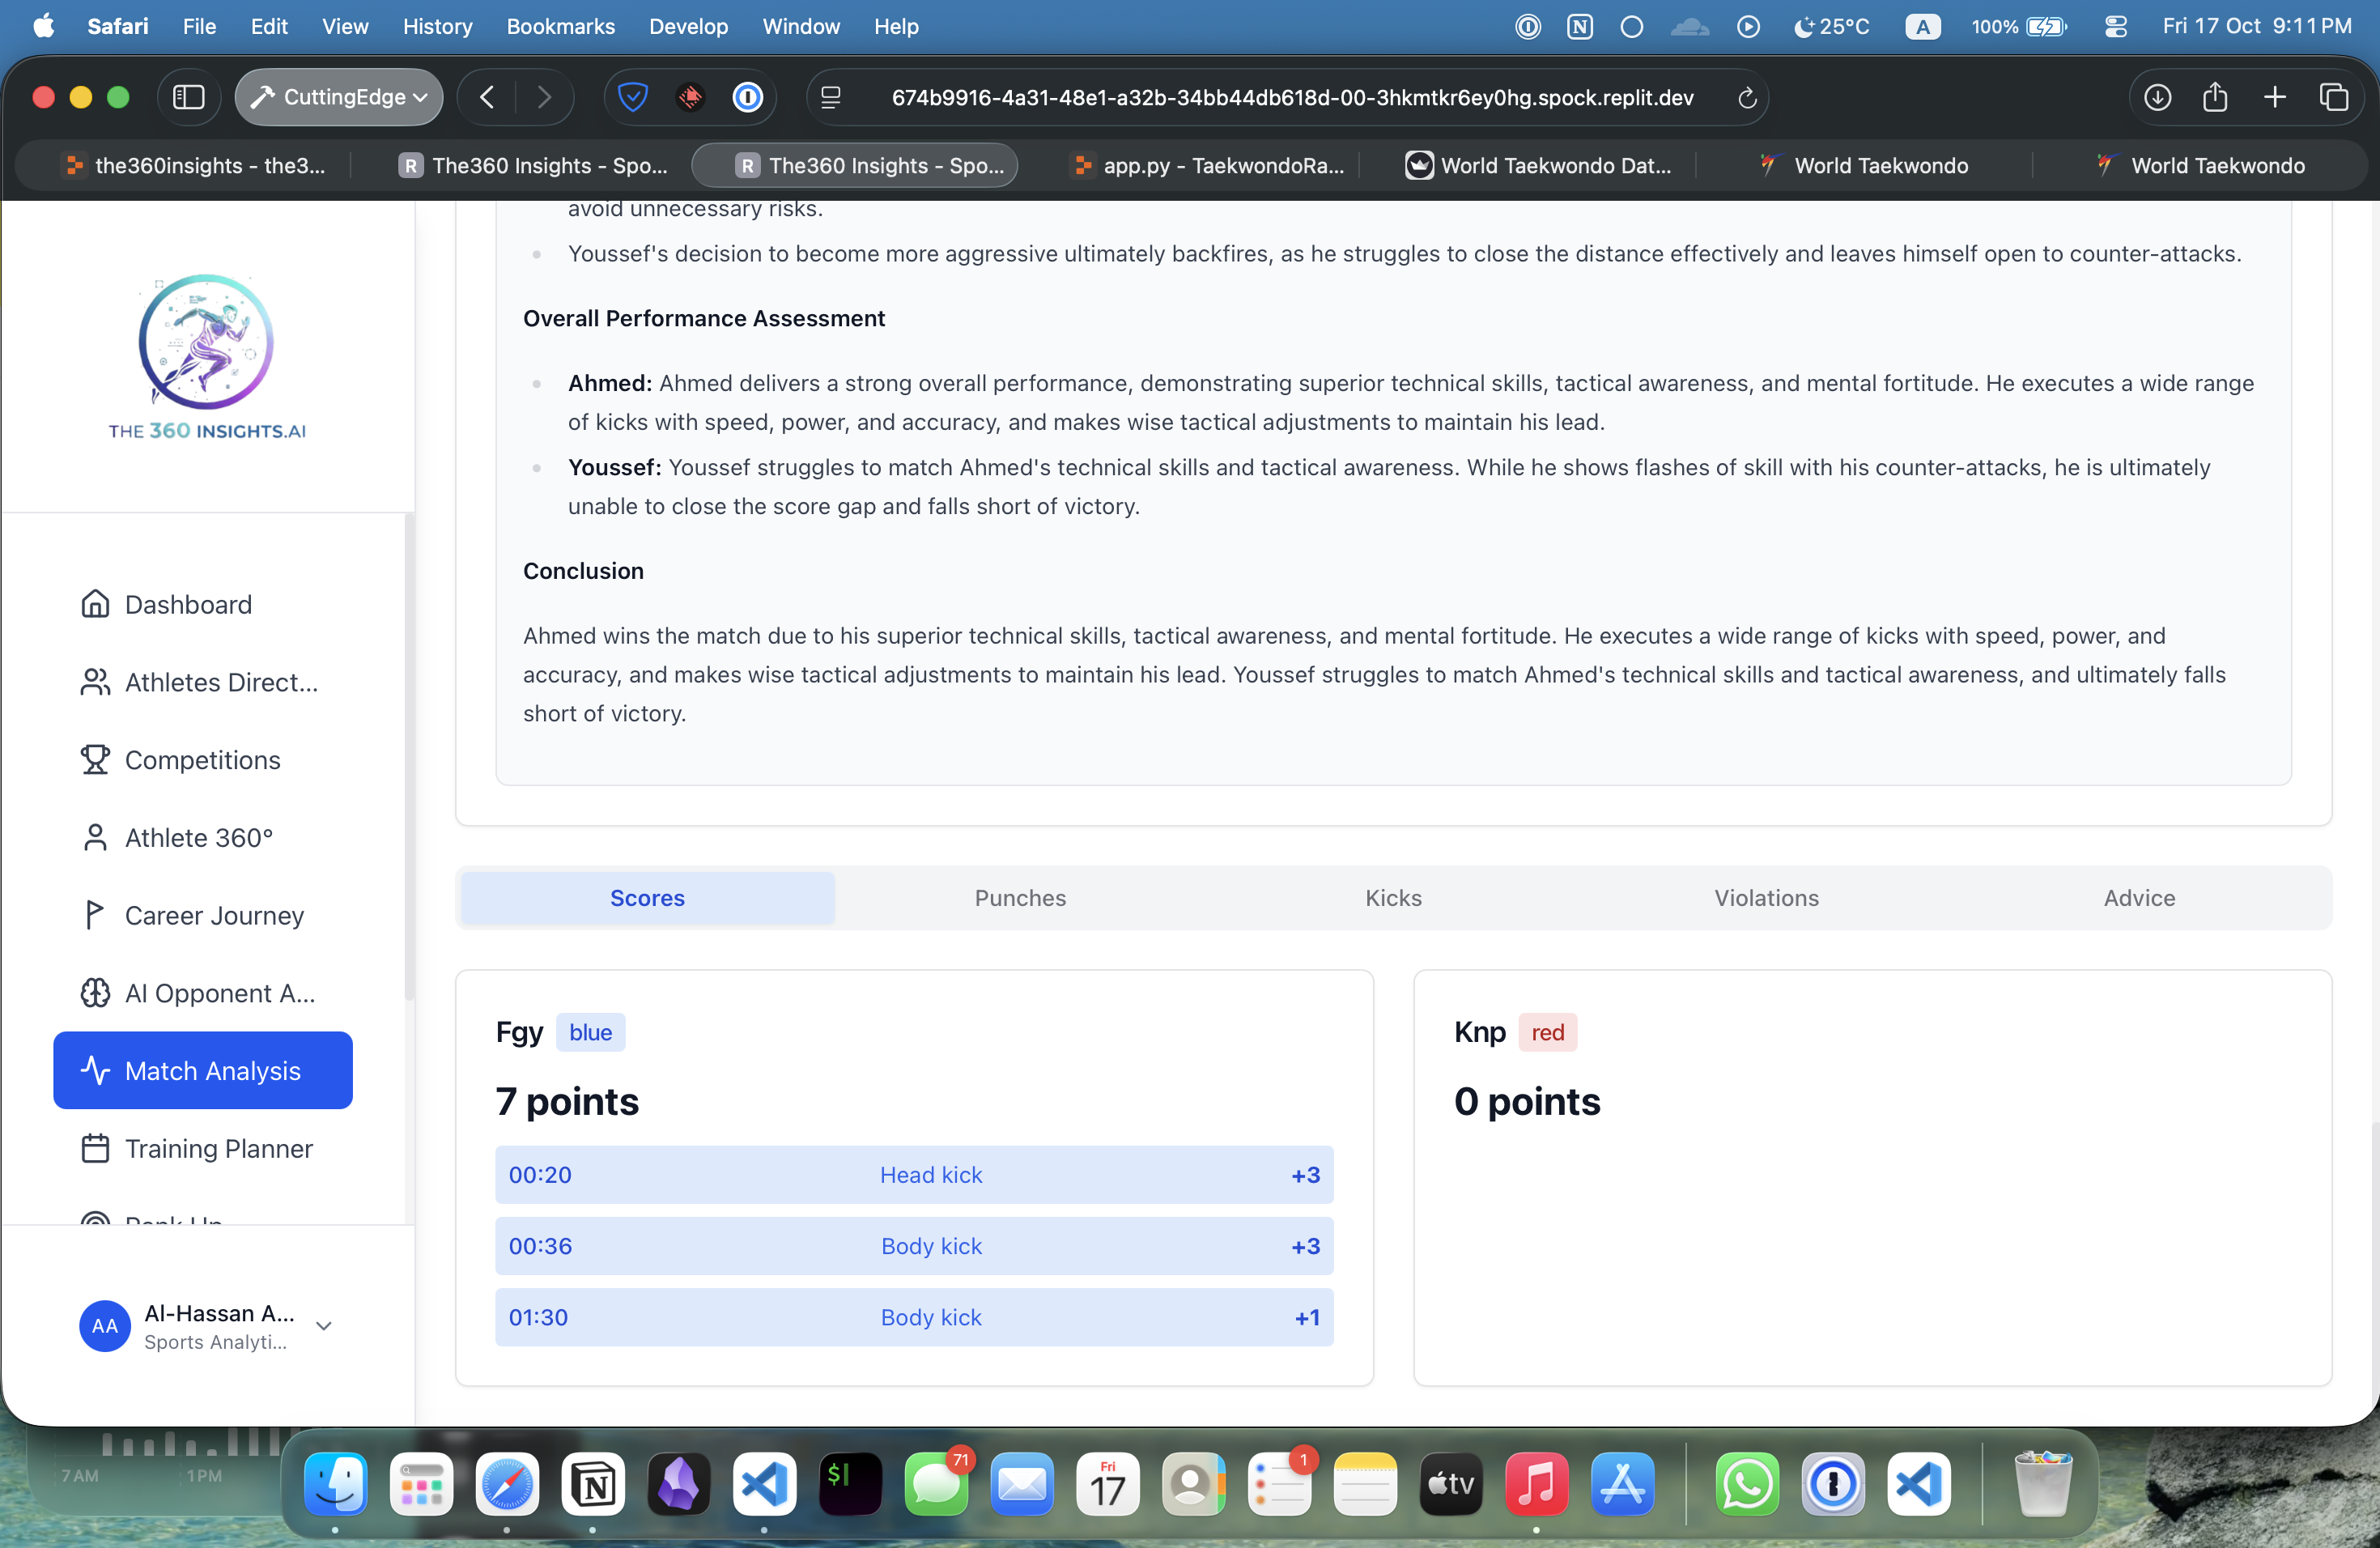 Safari File Edit View History Bookmarks Develop Window Help 25°C A 100% Fri 17 Oct 9:11 PM
CuttingEdge 674b9916-4a31-48e1-a32b-34bb44db618d-00-3hkmtkr6ey0hg.spock.replit.dev
the360insights - the3... R The360 Insights - Spo... R The360 Insights - Spo... app.py - TaekwondoRa... World Taekwondo Dat... World Taekwondo World Taekwondo
THE 360 INSIGHTS.AI
Dashboard
Athletes Direct...
Competitions
Athlete 360°
Career Journey
AI Opponent A...
Match Analysis
Training Planner
Rank Up
AA Al-Hassan A...
Sports Analyti...
avoid unnecessary risks.
Youssef's decision to become more aggressive ultimately backfires, as he struggles to close the distance effectively and leaves himself open to counter-attacks.
Overall Performance Assessment
Ahmed: Ahmed delivers a strong overall performance, demonstrating superior technical skills, tactical awareness, and mental fortitude. He executes a wide range
of kicks with speed, power, and accuracy, and makes wise tactical adjustments to maintain his lead.
Youssef: Youssef struggles to match Ahmed's technical skills and tactical awareness. While he shows flashes of skill with his counter-attacks, he is ultimately
unable to close the score gap and falls short of victory.
Conclusion
Ahmed wins the match due to his superior technical skills, tactical awareness, and mental fortitude. He executes a wide range of kicks with speed, power, and
accuracy, and makes wise tactical adjustments to maintain his lead. Youssef struggles to match Ahmed's technical skills and tactical awareness, and ultimately falls
short of victory.
Scores Punches Kicks Violations Advice
Fgy blue
7 points
00:20 Head kick +3
00:36 Body kick +3
01:30 Body kick +1
Knp red
0 points
7 AM 1 PM
71
Fri
17
1
tv